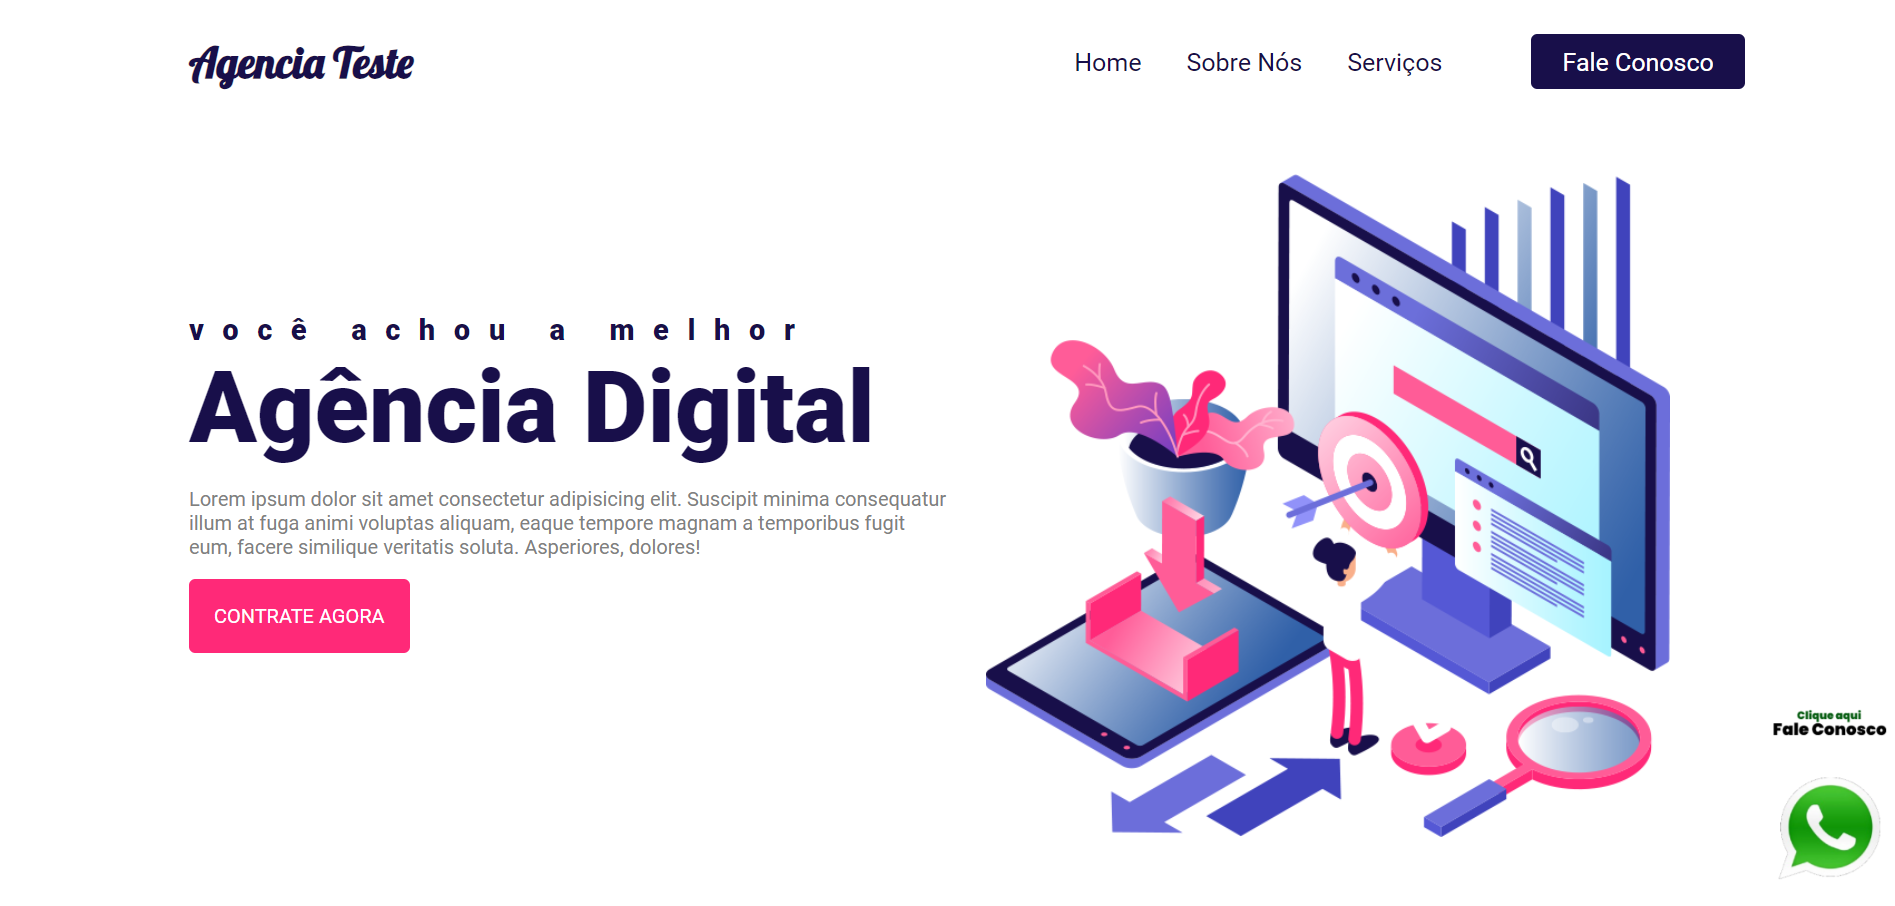 Agencia Teste
Home
Sobre Nós
Serviços
Fale Conosco
você achou a melhor
Agência Digital
Lorem ipsum dolor sit amet consectetur adipisicing elit. Suscipit minima consequatur
illum at fuga animi voluptas aliquam, eaque tempore magnam a temporibus fugit
eum, facere similique veritatis soluta. Asperiores, dolores!
CONTRATE AGORA
Clique aqui
Fale Conosco